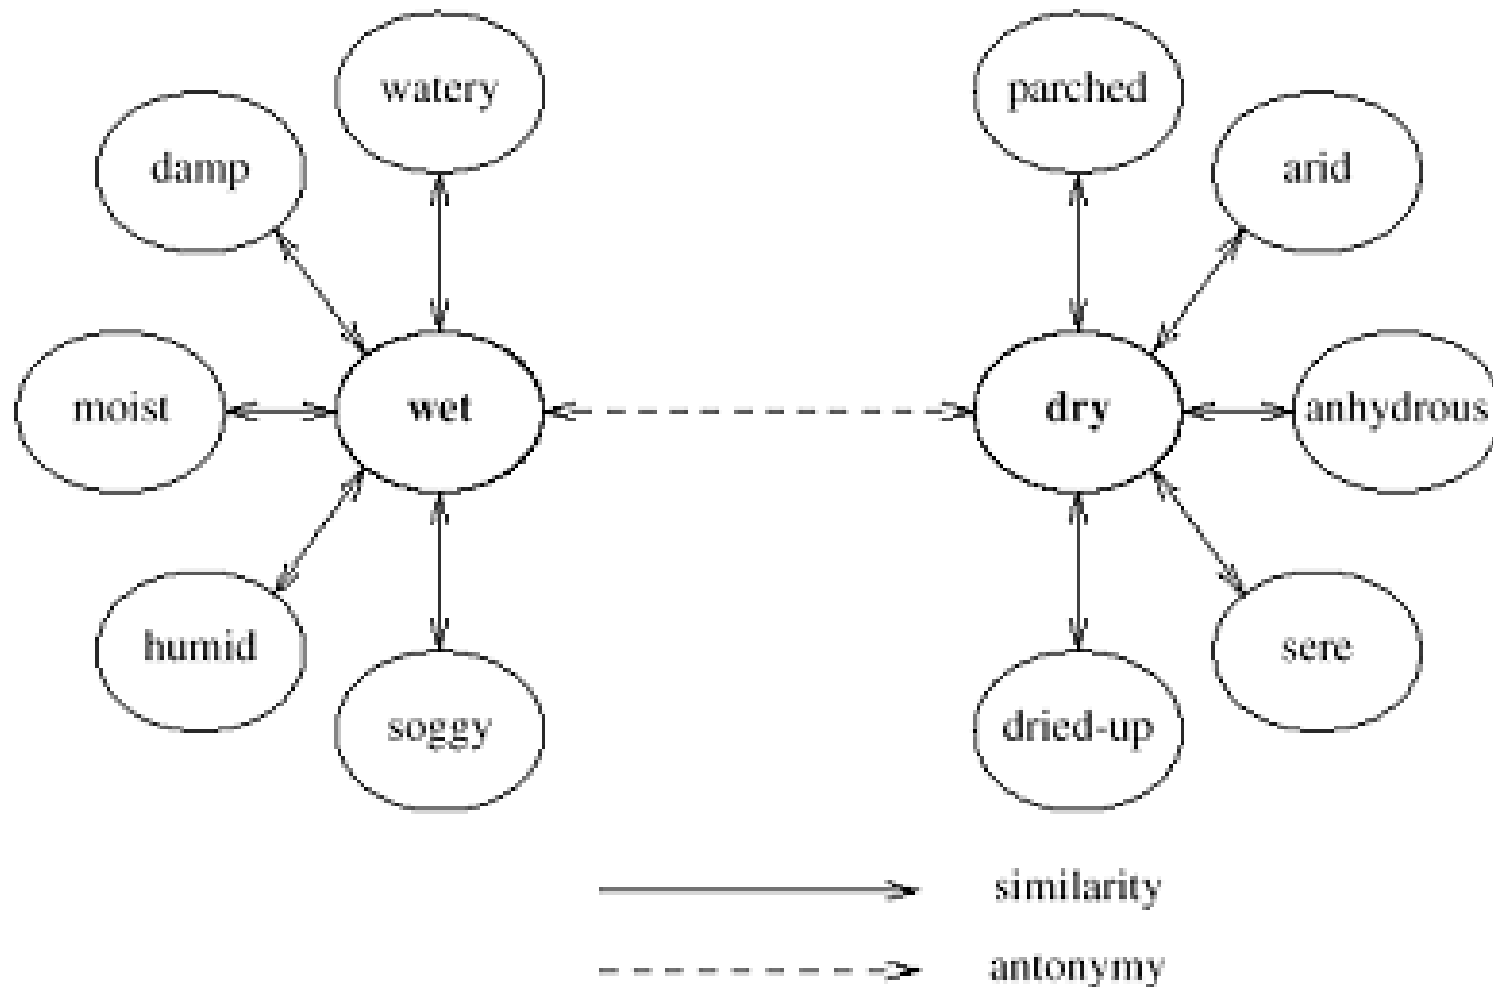 watery
parched
damp
arid
moist
wet
dry
anhydrous
humid
sere
soggy
dried-up
similarity
antonymy